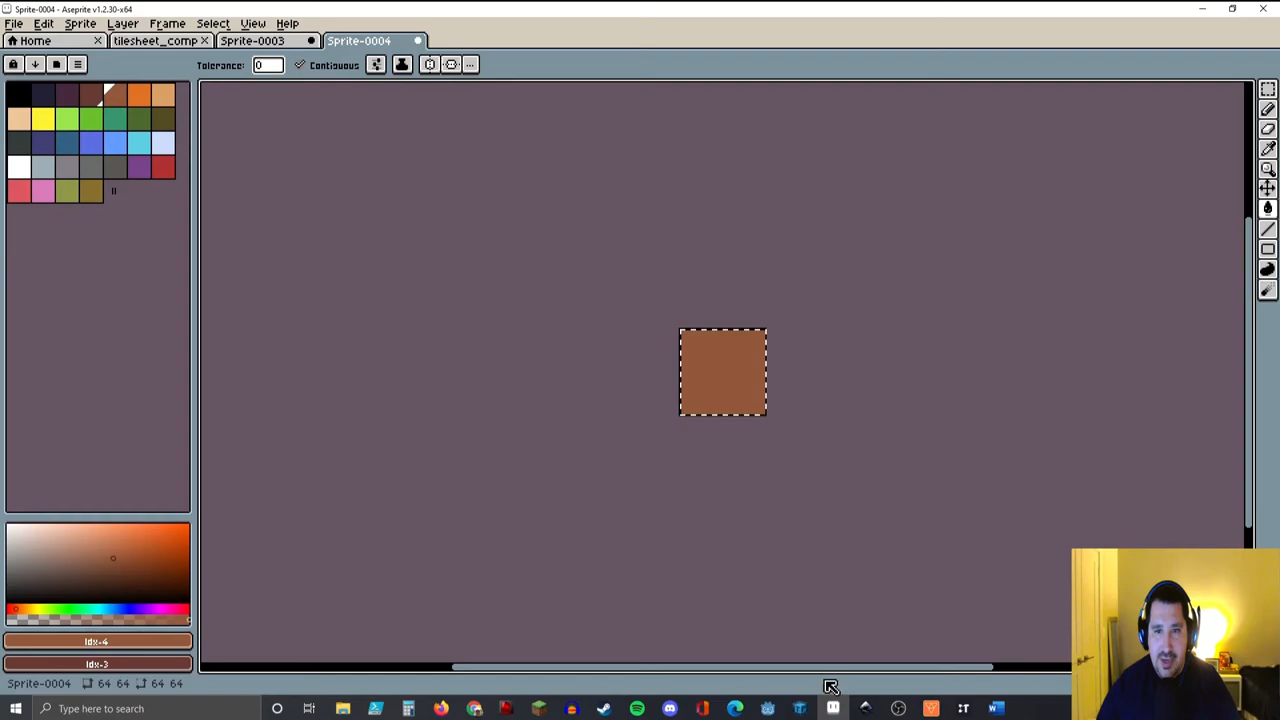 Sprite-0004 - Aseprite v1.2.30-x64
File Edit Sprite Layer Frame Select View Help
Home tilesheet_comp Sprite-0003 Sprite-0004
Tolerance: 0 Contiguous
Idx-4
Idx-3
Sprite-0004 64 64 64 64
Type here to search